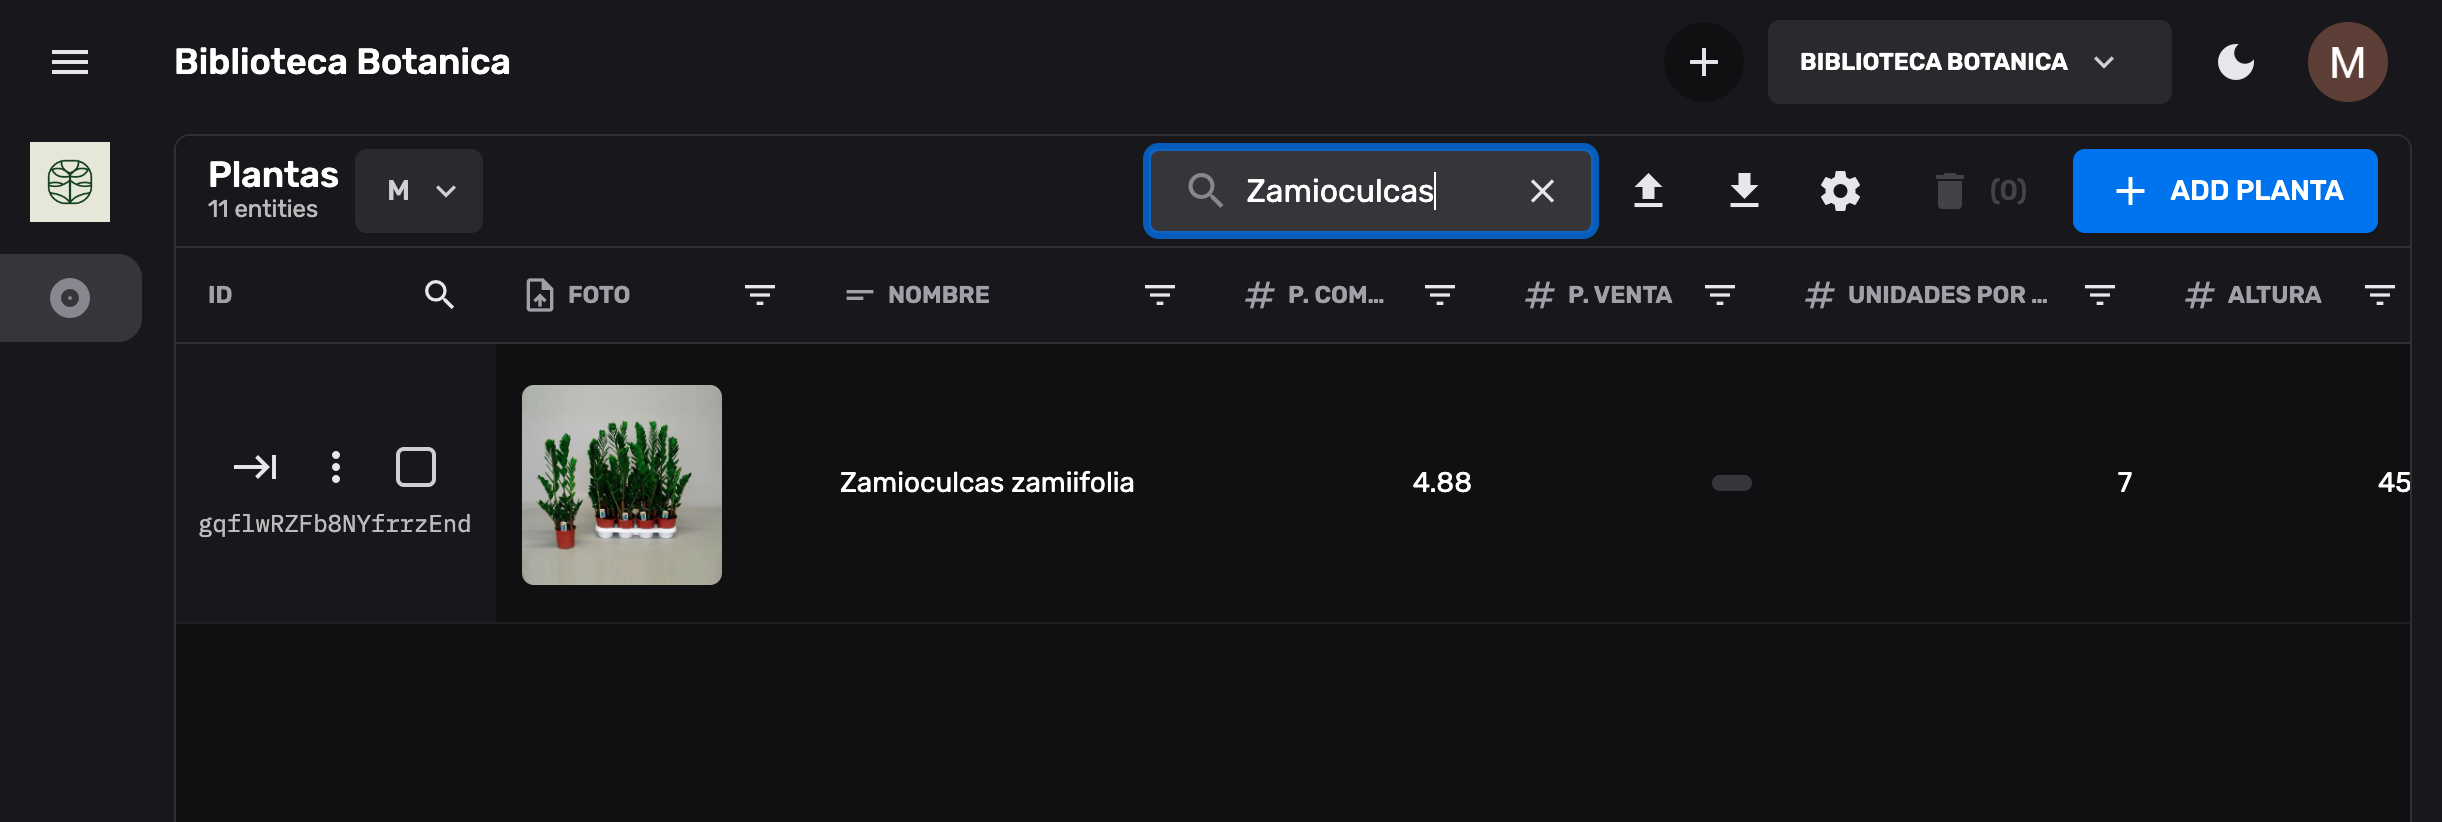 Biblioteca Botanica
BIBLIOTECA BOTANICA
M
Plantas
11 entities
M
Zamioculcas
(0)
ADD PLANTA
ID
FOTO
NOMBRE
P. COM...
P. VENTA
UNIDADES POR ...
ALTURA
gqflwRZFb8NYfrrzEnd
Zamioculcas zamiifolia
4.88
7
45